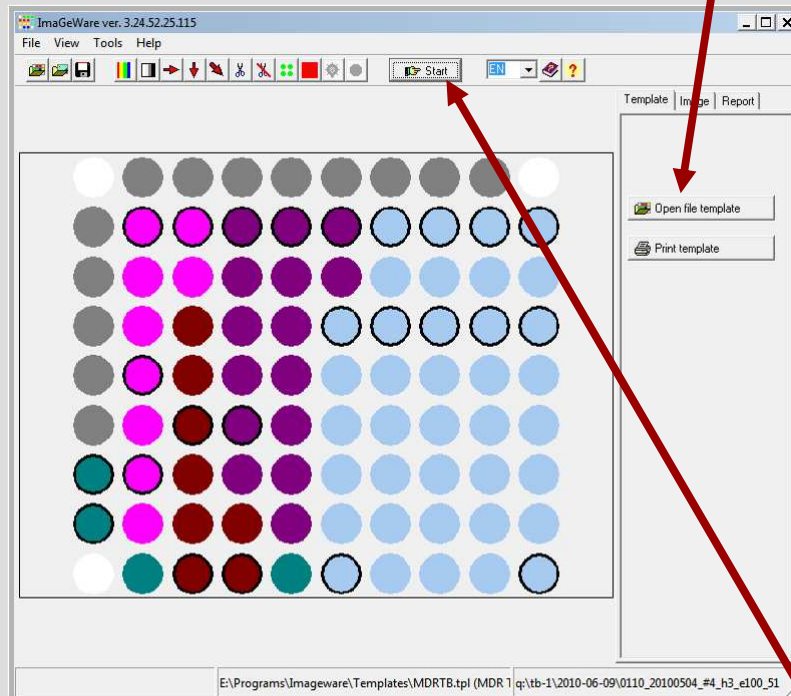 ImaGeWare ver. 3.24.52.25.115
File View Tools Help
Start EN ?
Template Image Report
Open file template
Print template
E:\Programs\Imageware\Templates\MDRTB.tpl (MDR T q:\tb-1\2010-06-09\0110_20100504_#4_h3_e100_51